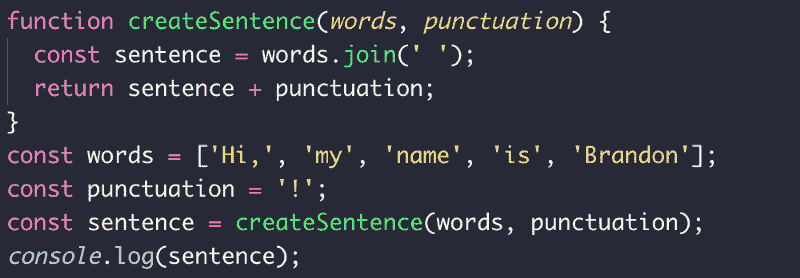 function createSentence(words, punctuation) {
  const sentence = words.join(' ');
  return sentence + punctuation;
}
const words = ['Hi,', 'my', 'name', 'is', 'Brandon'];
const punctuation = '!';
const sentence = createSentence(words, punctuation);
console.log(sentence);